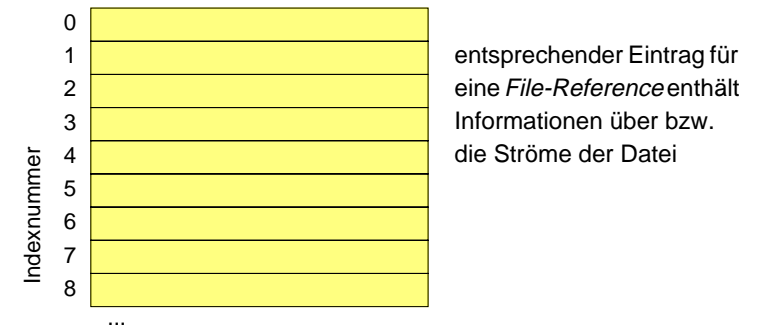 0
1
2
3
4
5
6
7
8
...
Indexnummer
entsprechender Eintrag für
eine File-Reference enthält
Informationen über bzw.
die Ströme der Datei